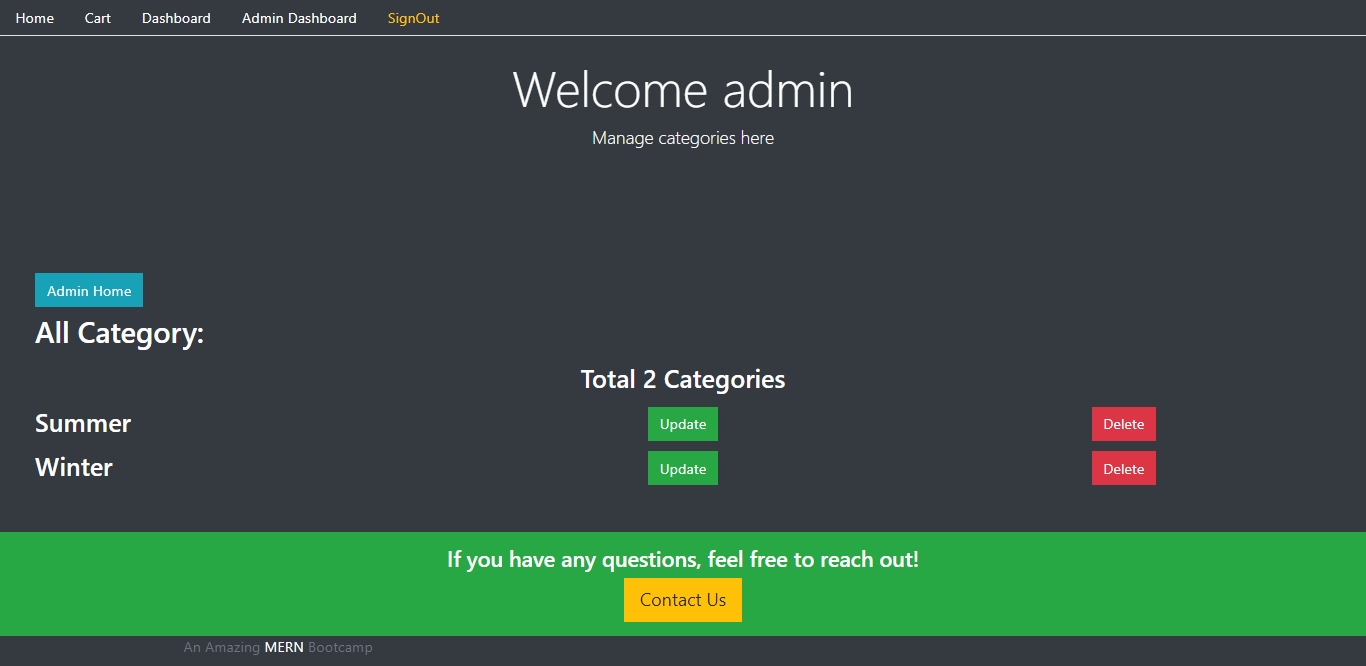 Home Cart Dashboard Admin Dashboard SignOut
Welcome admin
Manage categories here
Admin Home
All Category:
Total 2 Categories
Summer Update Delete
Winter Update Delete
If you have any questions, feel free to reach out!
Contact Us
An Amazing MERN Bootcamp